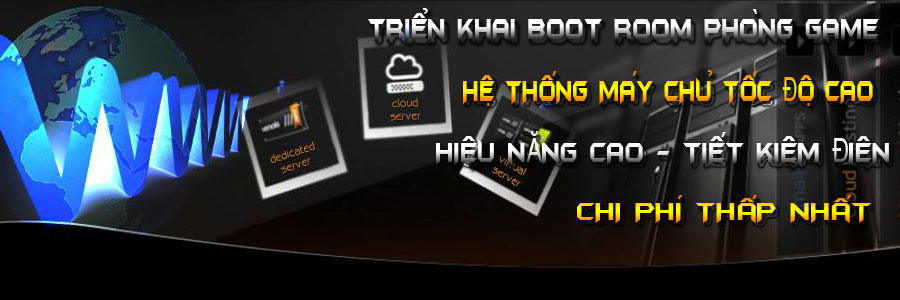 TRIỂN KHAI BOOT ROOM PHÒNG GAME
HỆ THỐNG MÁY CHỦ TỐC ĐỘ CAO
HIỆU NĂNG CAO - TIẾT KIỆM ĐIỆN
CHI PHÍ THẤP NHẤT
cloud
server
dedicated
server
virtual
server